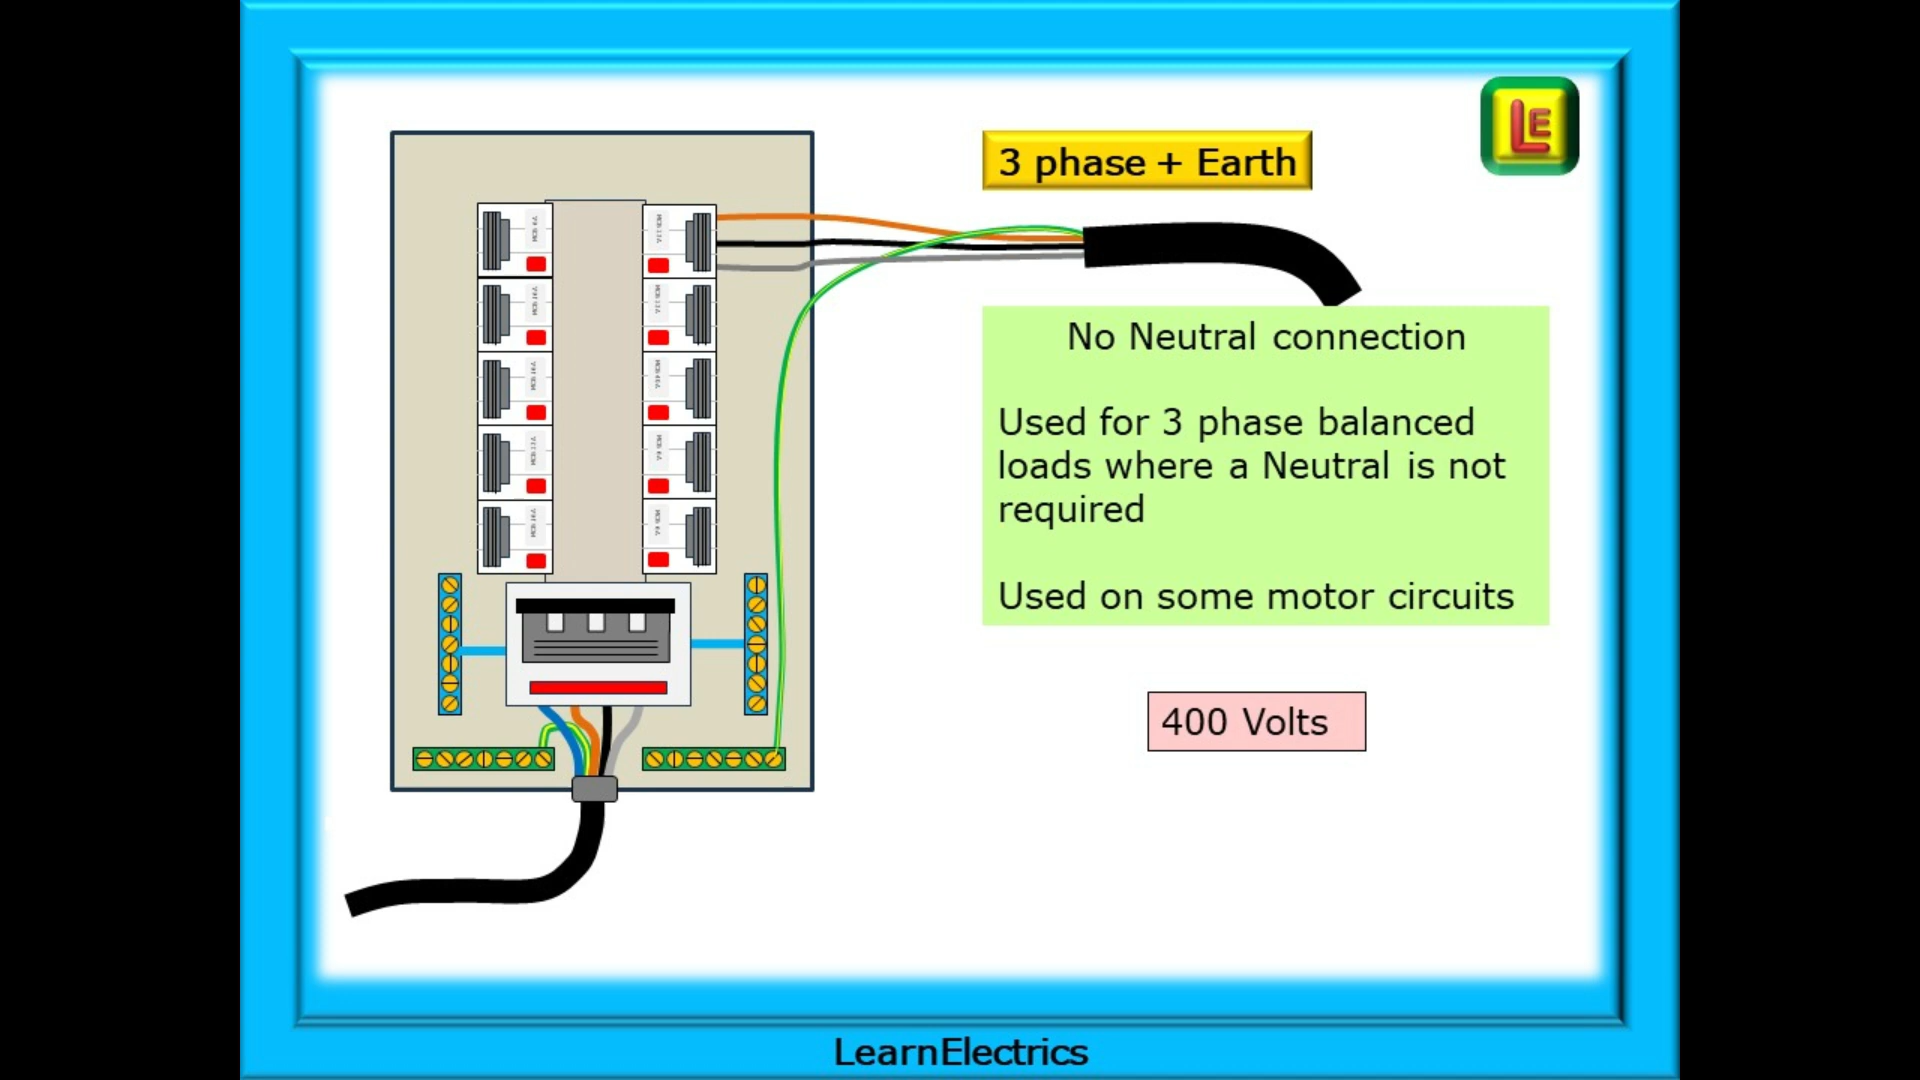 LE
3 phase + Earth
No Neutral connection
Used for 3 phase balanced
loads where a Neutral is not
required
Used on some motor circuits
400 Volts
LearnElectrics